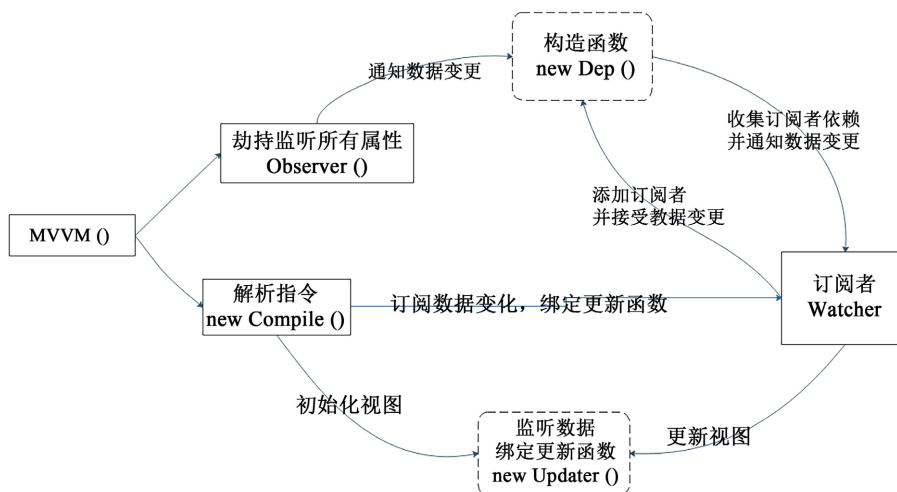 构造函数
new Dep ()
通知数据变更
劫持监听所有属性
Observer ()
收集订阅者依赖
并通知数据变更
添加订阅者
并接受教据变更
MVVM ()
解析指令
new Compile ()
订阅数据变化，绑定更新函数
订阅者
Watcher
初始化视图
监听数据
绑定更新函数
new Updater ()
更新视图